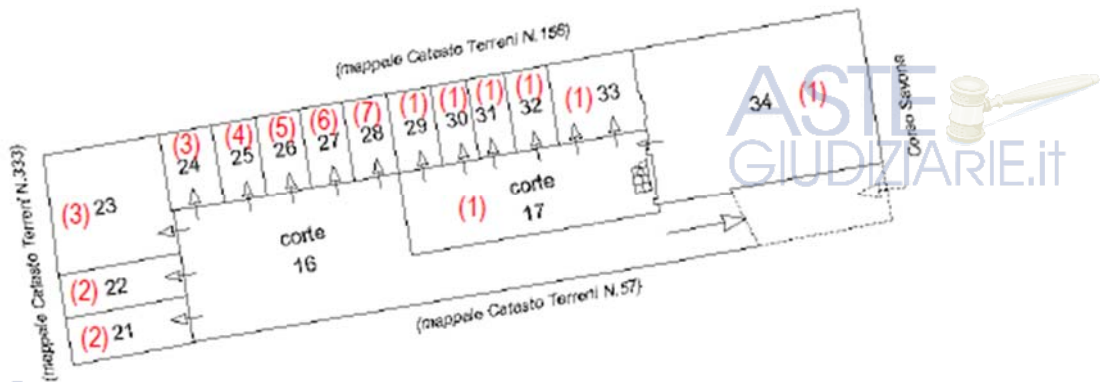 (mappale Catasto Terreni N.156)
(mappale Catasto Terreni N.333)
Corso Savona
(3) 24
(4) 25
(5) 26
(6) 27
(7) 28
(1) 29
(1) 30
(1) 31
(1) 32
(1) 33
34 (1)
(3) 23
(2) 22
(2) 21
corte
16
corte
(1) 17
(mappale Catasto Terreni N.57)
ASTE
GIUDIZIARIE.it